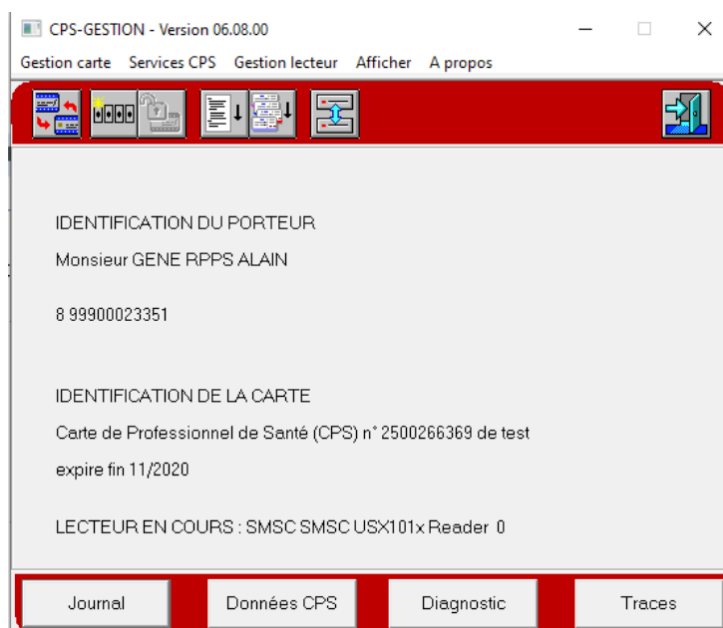 CPS-GESTION - Version 06.08.00
Gestion carte Services CPS Gestion lecteur Afficher A propos
IDENTIFICATION DU PORTEUR
Monsieur GENE RPPS ALAIN
8 99900023351
IDENTIFICATION DE LA CARTE
Carte de Professionnel de Santé (CPS) n° 2500266369 de test
expire fin 11/2020
LECTEUR EN COURS : SMSC SMSC USX101x Reader 0
Journal Données CPS Diagnostic Traces